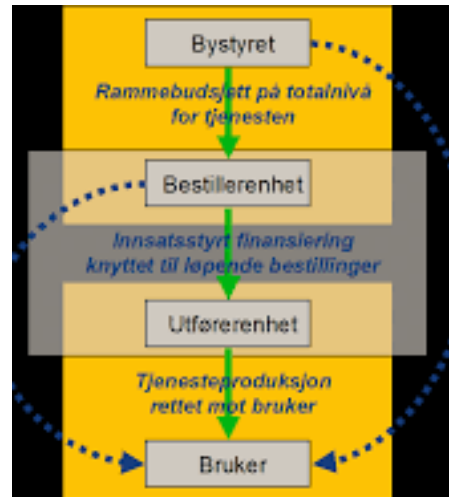 Bystyret
Rammebudsjett på totalnivå
for tjenesten
Bestillerenhet
Innsatsstyrt finansiering
knyttet til løpende bestillinger
Utførerenhet
Tjenesteproduksjon
rettet mot bruker
Bruker